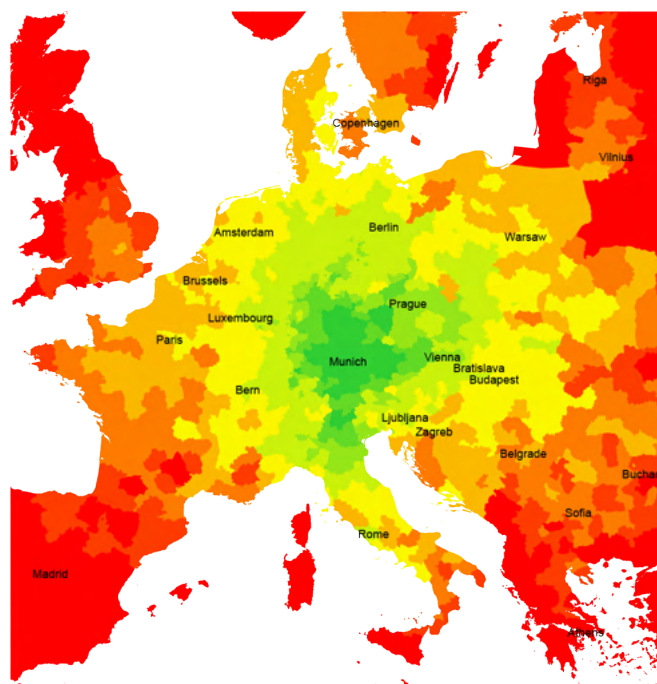 Riga
Copenhagen
Vilnius
Amsterdam
Berlin
Warsaw
Brussels
Prague
Luxembourg
Paris
Munich
Vienna
Bratislava
Budapest
Bern
Ljubljana
Zagreb
Belgrade
Buchar
Sofia
Rome
Madrid
Athens